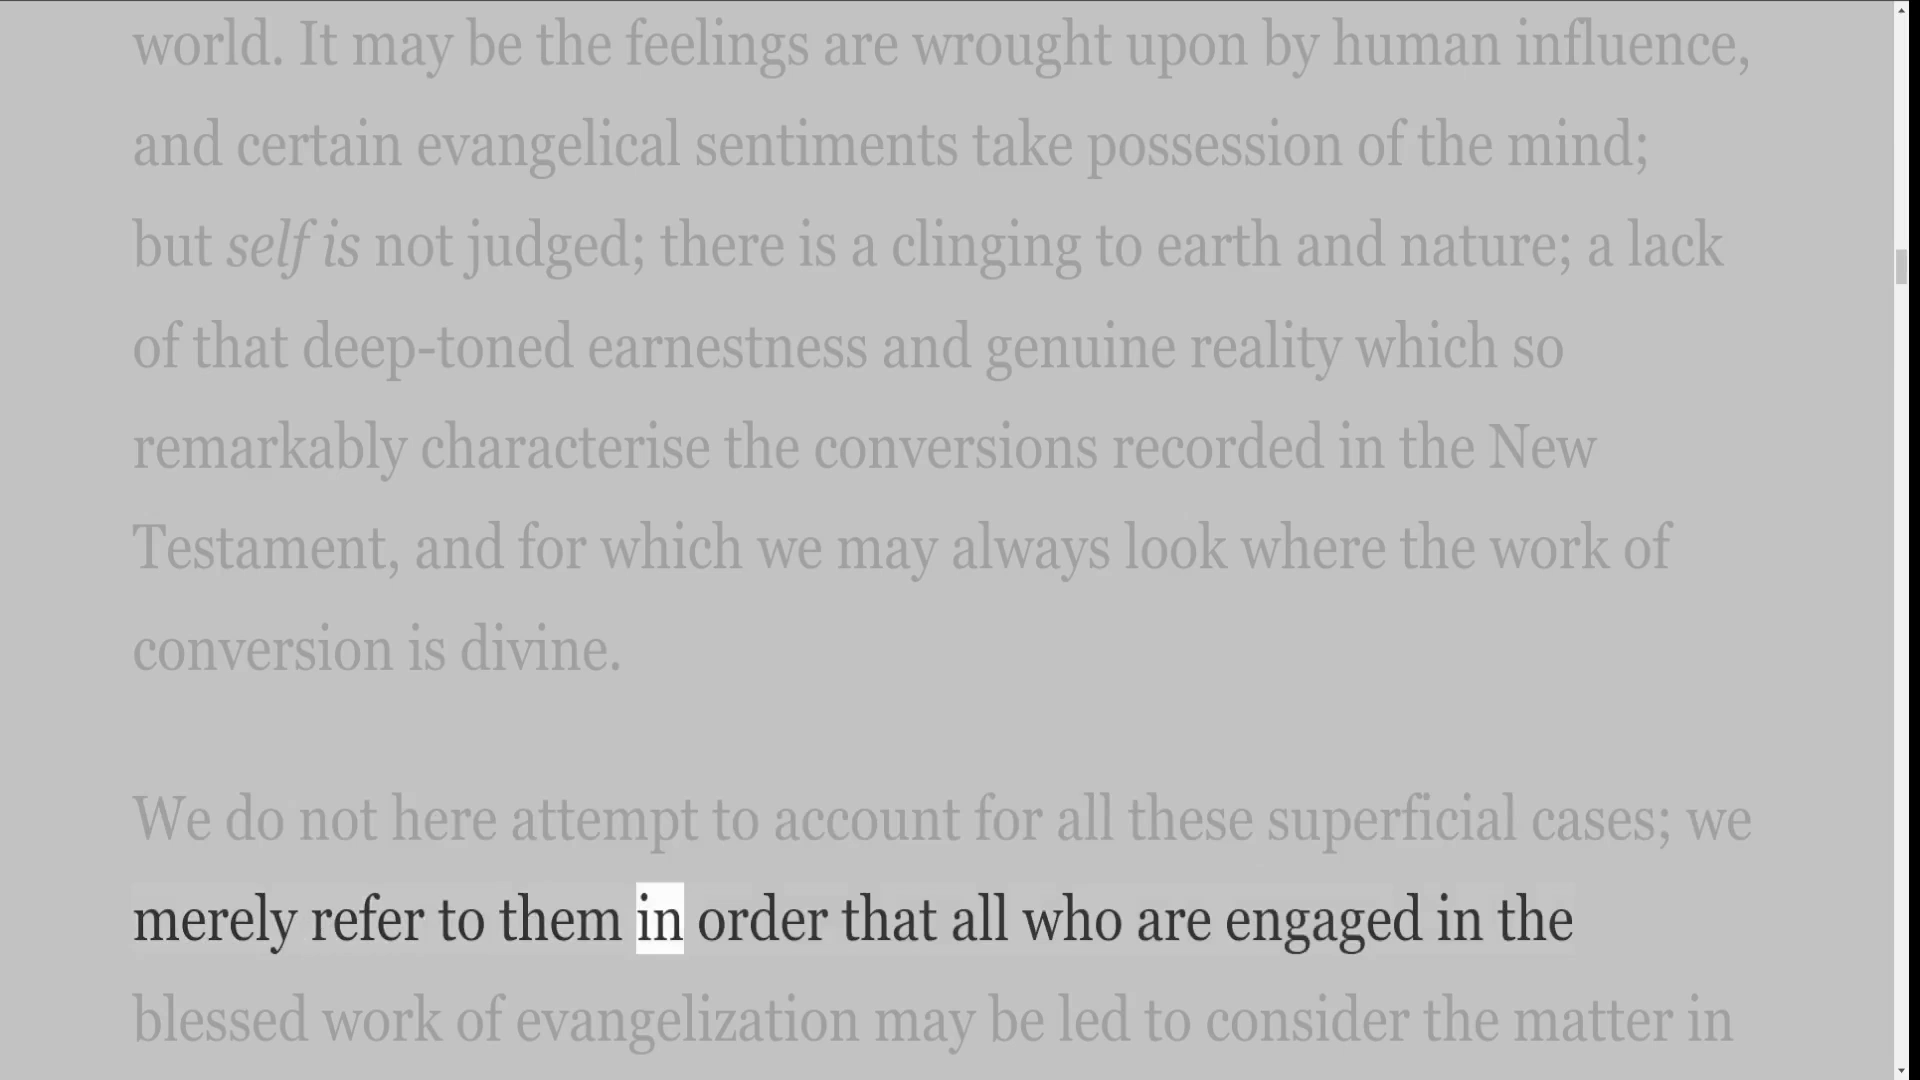 world. It may be the feelings are wrought upon by human influence,
and certain evangelical sentiments take possession of the mind;
but self is not judged; there is a clinging to earth and nature; a lack
of that deep-toned earnestness and genuine reality which so
remarkably characterise the conversions recorded in the New
Testament, and for which we may always look where the work of
conversion is divine.
We do not here attempt to account for all these superficial cases; we
merely refer to them in order that all who are engaged in the
blessed work of evangelization may be led to consider the matter in